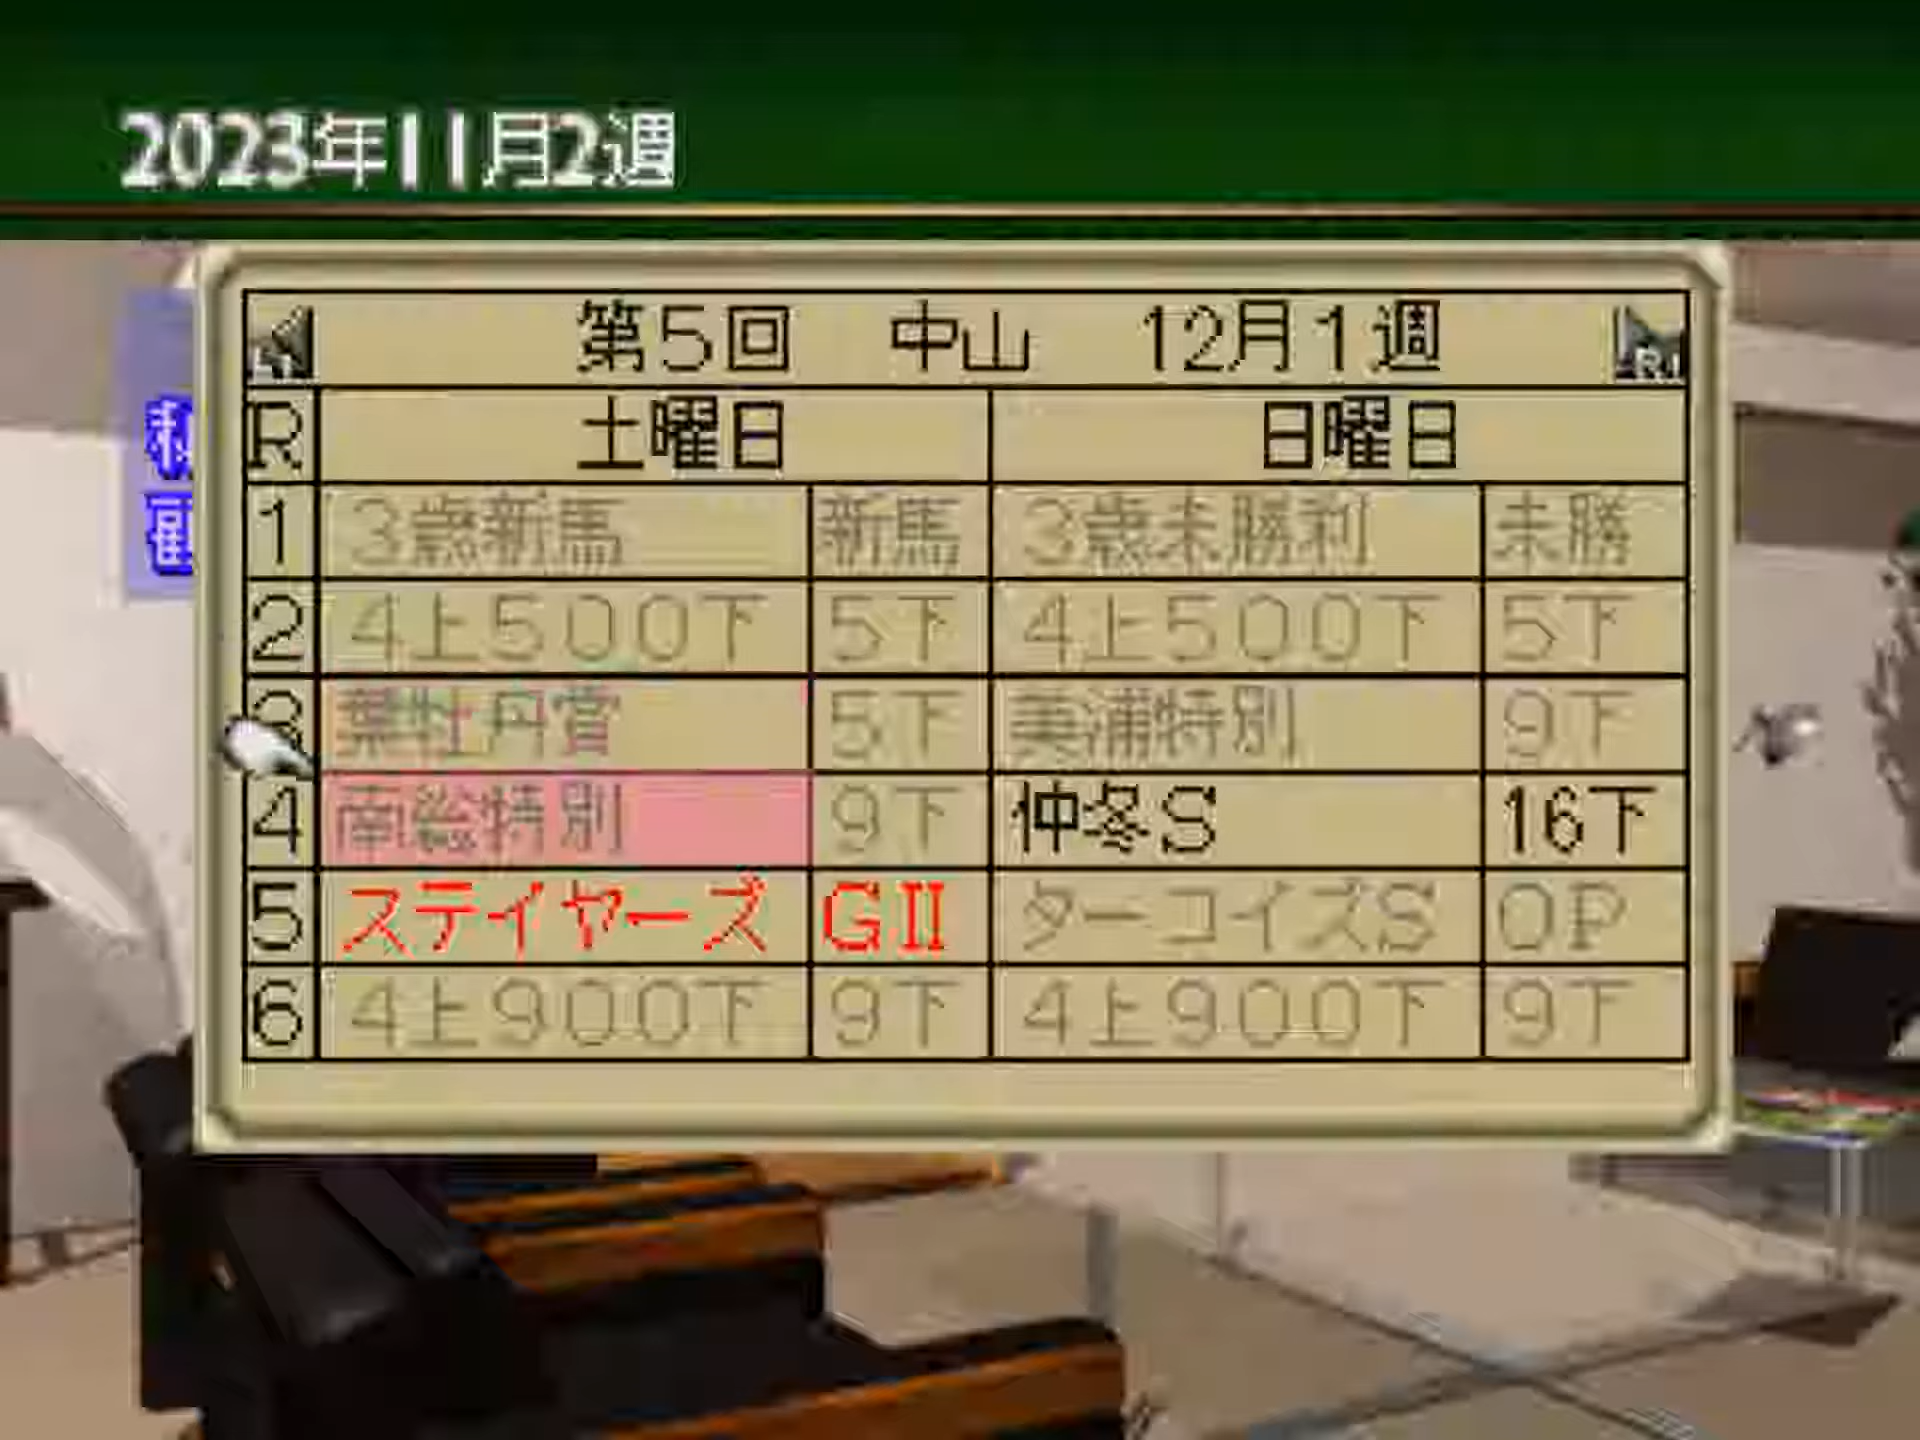 2023年11月2週
第5回 中山 12月1週
R 土曜日 日曜日
1 3歳新馬 新馬 3歳未勝利 未勝
2 4上500下 5下 4上500下 5下
3 葉牡丹賞 5下 美浦特別 9下
4 南総特別 9下 仲冬S 16下
5 ステイヤーズ GII ターコイズS OP
6 4上900下 9下 4上900下 9下